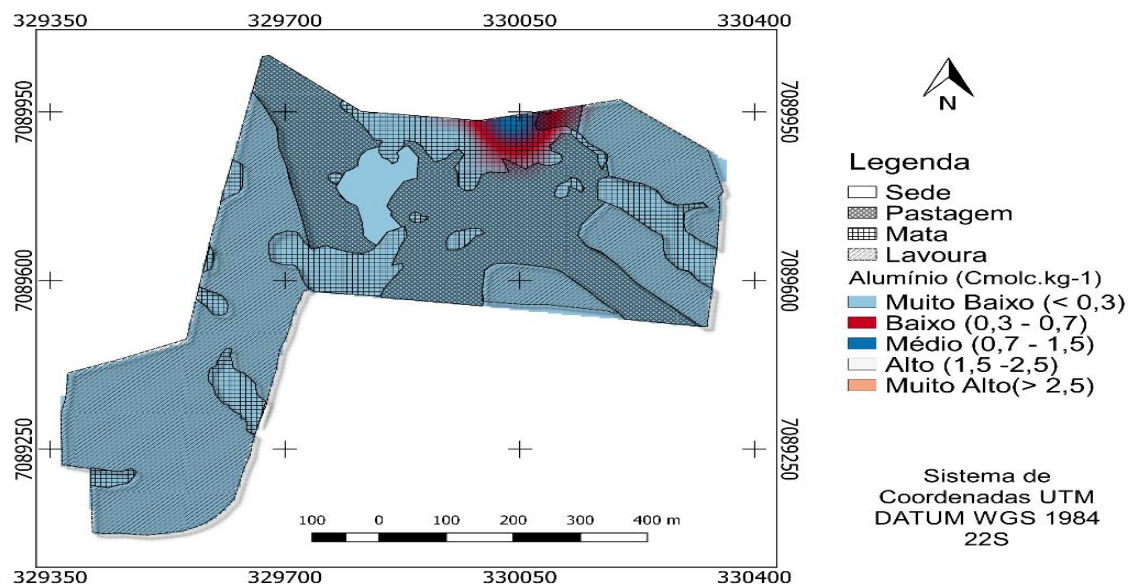 329350 329700 330050 330400
7089950 7089950
7089600 7089600
7089250 7089250
100 0 100 200 300 400 m
329350 329700 330050 330400
N
Legenda
Sede
Pastagem
Mata
Lavoura
Alumínio (Cmolc.kg-1)
Muito Baixo (< 0,3)
Baixo (0,3 - 0,7)
Médio (0,7 - 1,5)
Alto (1,5 -2,5)
Muito Alto(> 2,5)
Sistema de
Coordenadas UTM
DATUM WGS 1984
22S